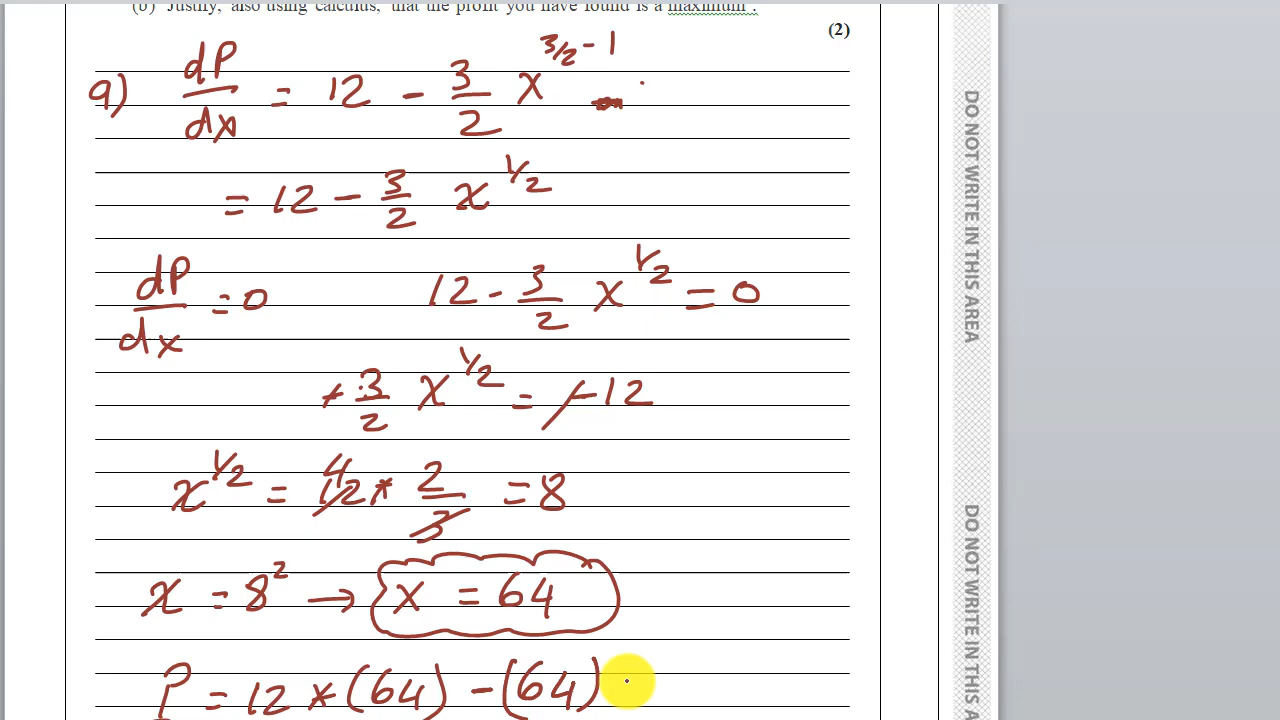 (b) Justify, also using calculus, that the profit you have found is a maximum .
(2)
a) dP/dx = 12 - 3/2 x^(3/2 - 1)
= 12 - 3/2 x^(1/2)
dP/dx = 0 12 - 3/2 x^(1/2) = 0
+ 3/2 x^(1/2) = -12
x^(1/2) = 12 * 2/3 = 8
4
x = 8^2 → x = 64
P = 12 * (64) - (64)
DO NOT WRITE IN THIS AREA
DO NOT WRITE IN THIS A